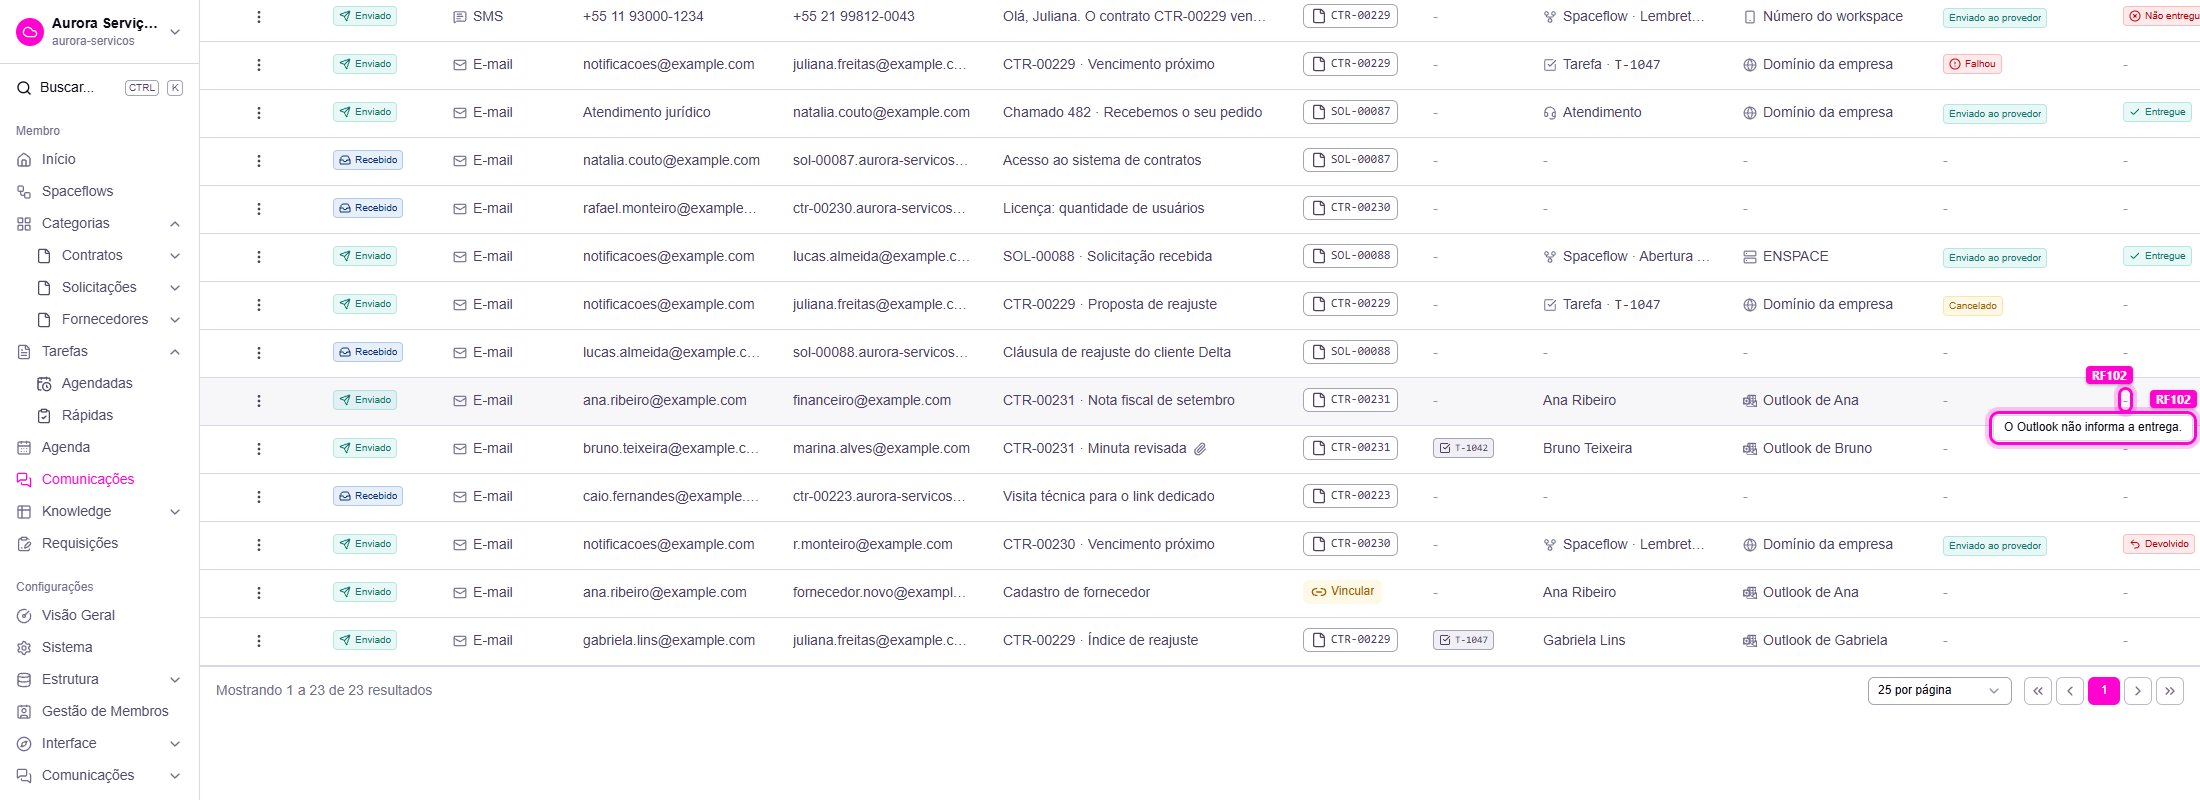 Aurora Serviç...
aurora-servicos
Buscar... CTRL K
Membro
Início
Spaceflows
Categorias
Contratos
Solicitações
Fornecedores
Tarefas
Agendadas
Rápidas
Agenda
Comunicações
Knowledge
Requisições
Configurações
Visão Geral
Sistema
Estrutura
Gestão de Membros
Interface
Comunicações
Enviado SMS +55 11 93000-1234 +55 21 99812-0043 Olá, Juliana. O contrato CTR-00229 ven... CTR-00229 - Spaceflow · Lembret... Número do workspace Enviado ao provedor Não entregu
Enviado E-mail notificacoes@example.com juliana.freitas@example.c... CTR-00229 · Vencimento próximo CTR-00229 - Tarefa · T-1047 Domínio da empresa Falhou -
Enviado E-mail Atendimento jurídico natalia.couto@example.com Chamado 482 · Recebemos o seu pedido SOL-00087 - Atendimento Domínio da empresa Enviado ao provedor Entregue
Recebido E-mail natalia.couto@example.com sol-00087.aurora-servicos... Acesso ao sistema de contratos SOL-00087 - - - - -
Recebido E-mail rafael.monteiro@example... ctr-00230.aurora-servicos... Licença: quantidade de usuários CTR-00230 - - - - -
Enviado E-mail notificacoes@example.com lucas.almeida@example.c... SOL-00088 · Solicitação recebida SOL-00088 - Spaceflow · Abertura ... ENSPACE Enviado ao provedor Entregue
Enviado E-mail notificacoes@example.com juliana.freitas@example.c... CTR-00229 · Proposta de reajuste CTR-00229 - Tarefa · T-1047 Domínio da empresa Cancelado -
Recebido E-mail lucas.almeida@example.c... sol-00088.aurora-servicos... Cláusula de reajuste do cliente Delta SOL-00088 - - - - -
RF102
Enviado E-mail ana.ribeiro@example.com financeiro@example.com CTR-00231 · Nota fiscal de setembro CTR-00231 - Ana Ribeiro Outlook de Ana - - RF102
O Outlook não informa a entrega.
Enviado E-mail bruno.teixeira@example.com marina.alves@example.com CTR-00231 · Minuta revisada CTR-00231 T-1042 Bruno Teixeira Outlook de Bruno - -
Recebido E-mail caio.fernandes@example.... ctr-00223.aurora-servicos... Visita técnica para o link dedicado CTR-00223 - - - - -
Enviado E-mail notificacoes@example.com r.monteiro@example.com CTR-00230 · Vencimento próximo CTR-00230 - Spaceflow · Lembret... Domínio da empresa Enviado ao provedor Devolvido
Enviado E-mail ana.ribeiro@example.com fornecedor.novo@exampl... Cadastro de fornecedor Vincular - Ana Ribeiro Outlook de Ana - -
Enviado E-mail gabriela.lins@example.com juliana.freitas@example.c... CTR-00229 · Índice de reajuste CTR-00229 T-1047 Gabriela Lins Outlook de Gabriela - -
Mostrando 1 a 23 de 23 resultados 25 por página 1